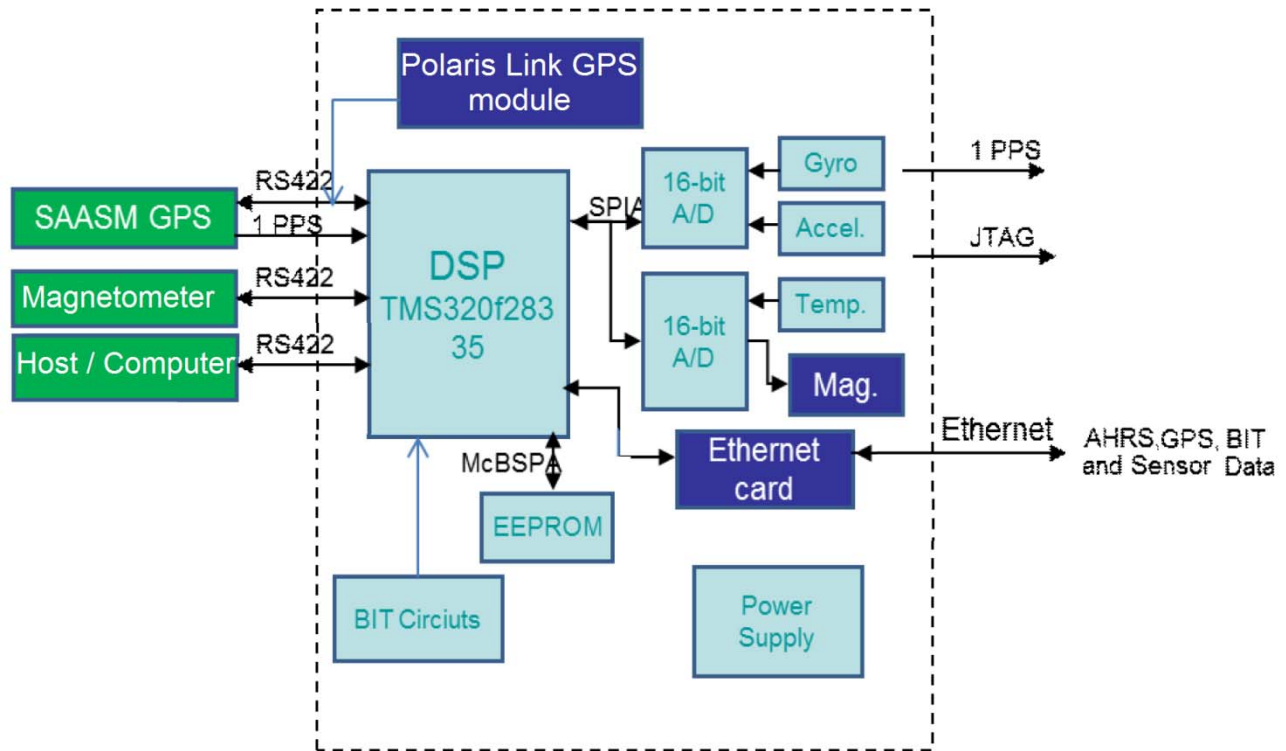 Polaris Link GPS
module
SAASM GPS
RS422
1 PPS
Magnetometer
RS422
Host / Computer
RS422
DSP
TMS320f283
35
SPIA
16-bit
A/D
Gyro
Accel.
1 PPS
JTAG
16-bit
A/D
Temp.
Mag.
Ethernet
card
Ethernet
AHRS,GPS, BIT
and Sensor Data
McBSPA
EEPROM
BIT Circiuts
Power
Supply